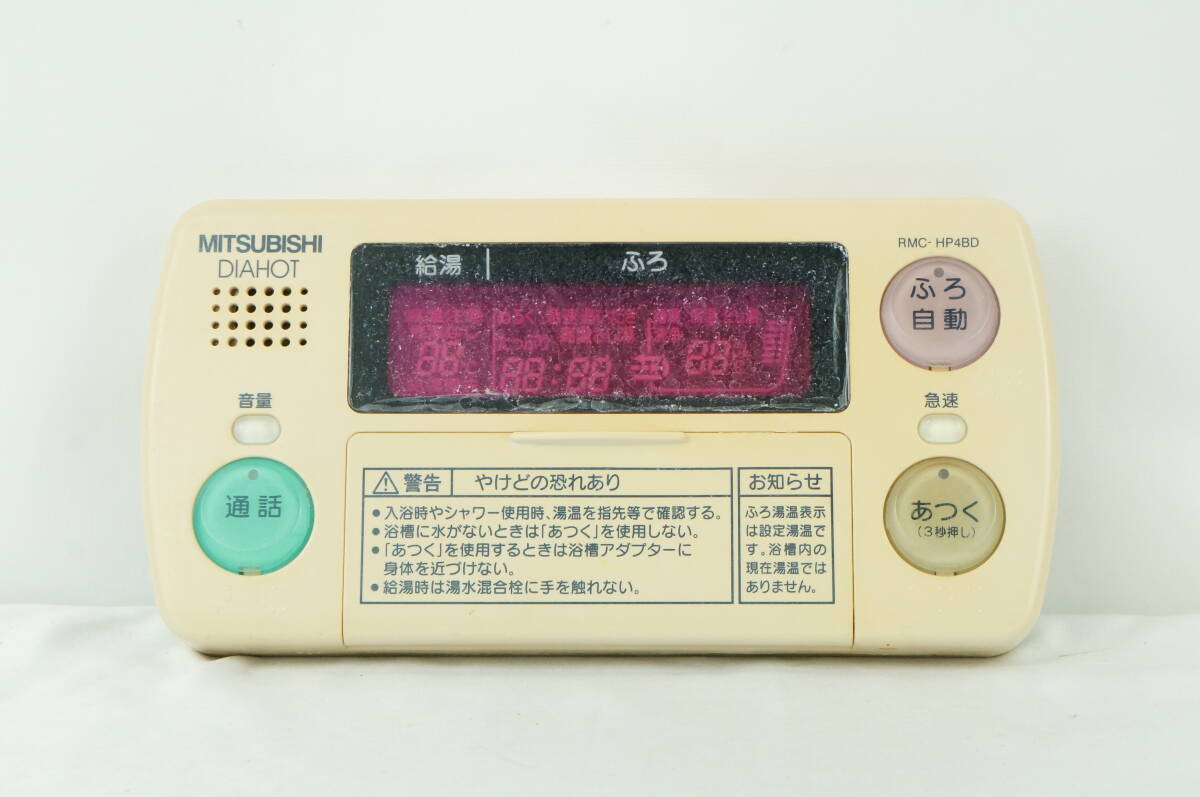 MITSUBISHI
DIAHOT
給湯
ふろ
RMC-HP4BD
ふろ
自動
音量
急速
通話
あつく
(3秒押し)
警告 やけどの恐れあり
●入浴時やシャワー使用時、湯温を指先等で確認する。
●浴槽に水がないときは「あつく」を使用しない。
●「あつく」を使用するときは浴槽アダプターに
身体を近づけない。
●給湯時は湯水混合栓に手を触れない。
お知らせ
ふろ湯温表示
は設定湯温で
す。浴槽内の
現在湯温では
ありません。